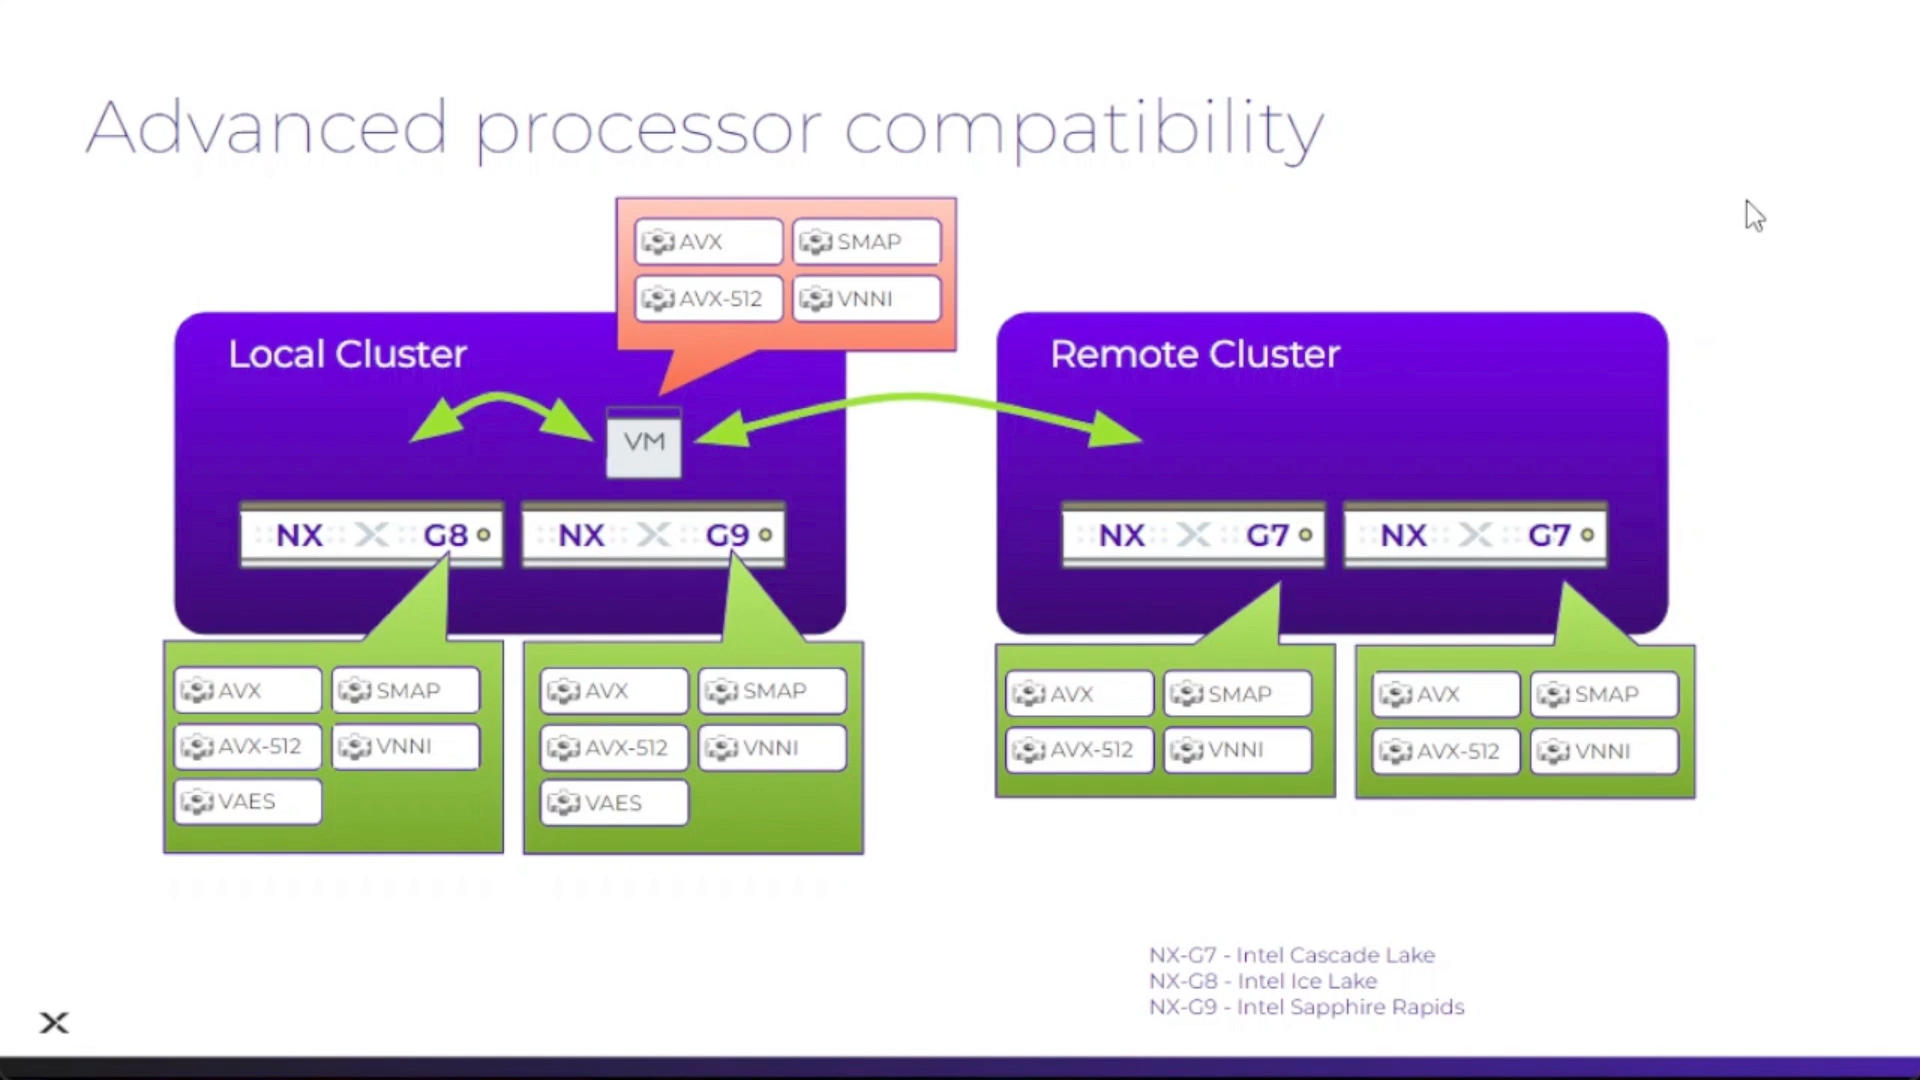 Advanced processor compatibility
AVX SMAP
AVX-512 VNNI
Local Cluster
Remote Cluster
VM
NX X G8
NX X G9
NX X G7
NX X G7
AVX SMAP
AVX-512 VNNI
VAES
AVX SMAP
AVX-512 VNNI
VAES
AVX SMAP
AVX-512 VNNI
AVX SMAP
AVX-512 VNNI
NX-G7 - Intel Cascade Lake
NX-G8 - Intel Ice Lake
NX-G9 - Intel Sapphire Rapids
X